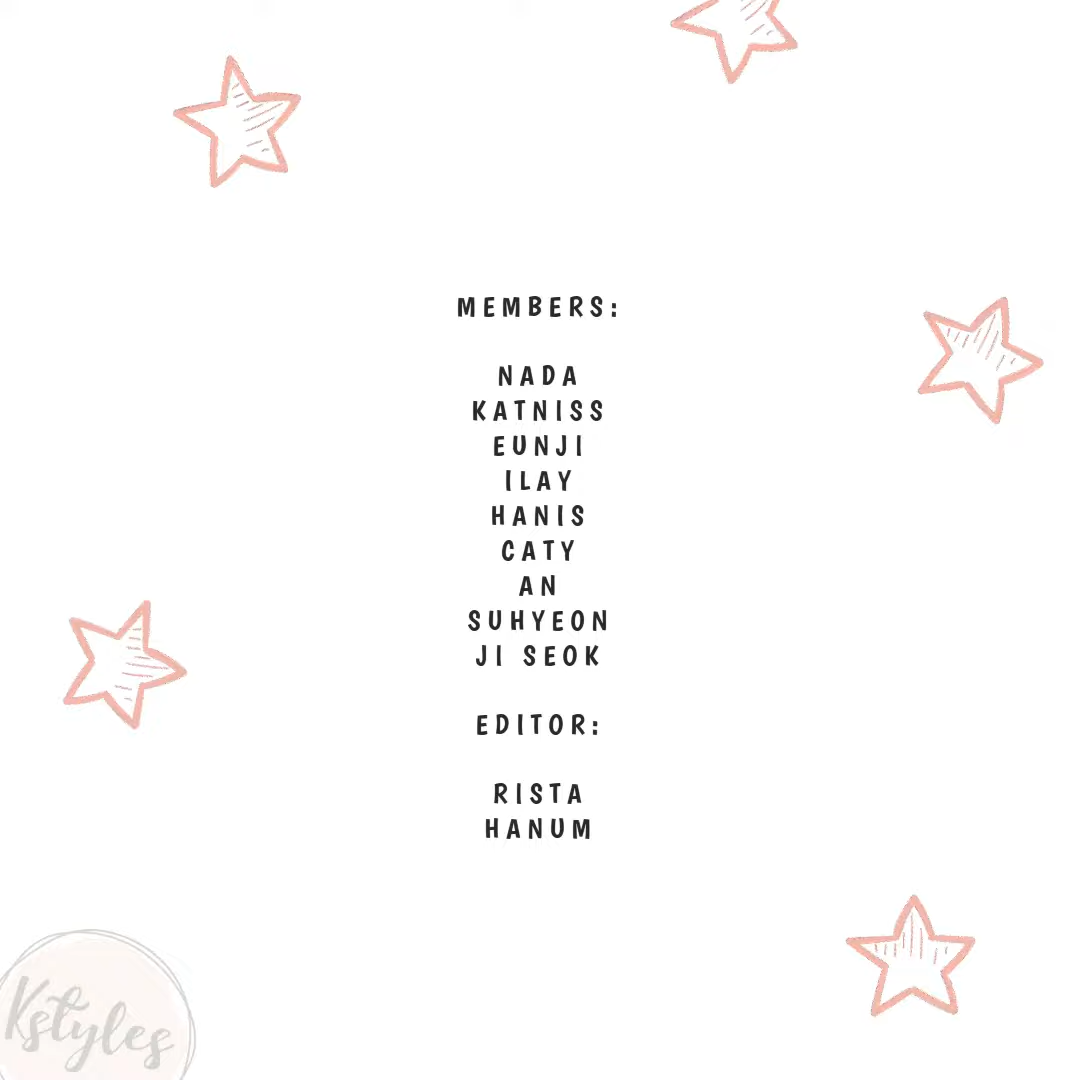 MEMBERS:
NADA
KATNISS
EUNJI
ILAY
HANIS
CATY
AN
SUHYEON
JI SEOK
EDITOR:
RISTA
HANUM
Kstyles